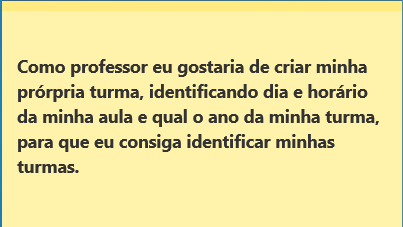 Como professor eu gostaria de criar minha
prórpria turma, identificando dia e horário
da minha aula e qual o ano da minha turma,
para que eu consiga identificar minhas
turmas.